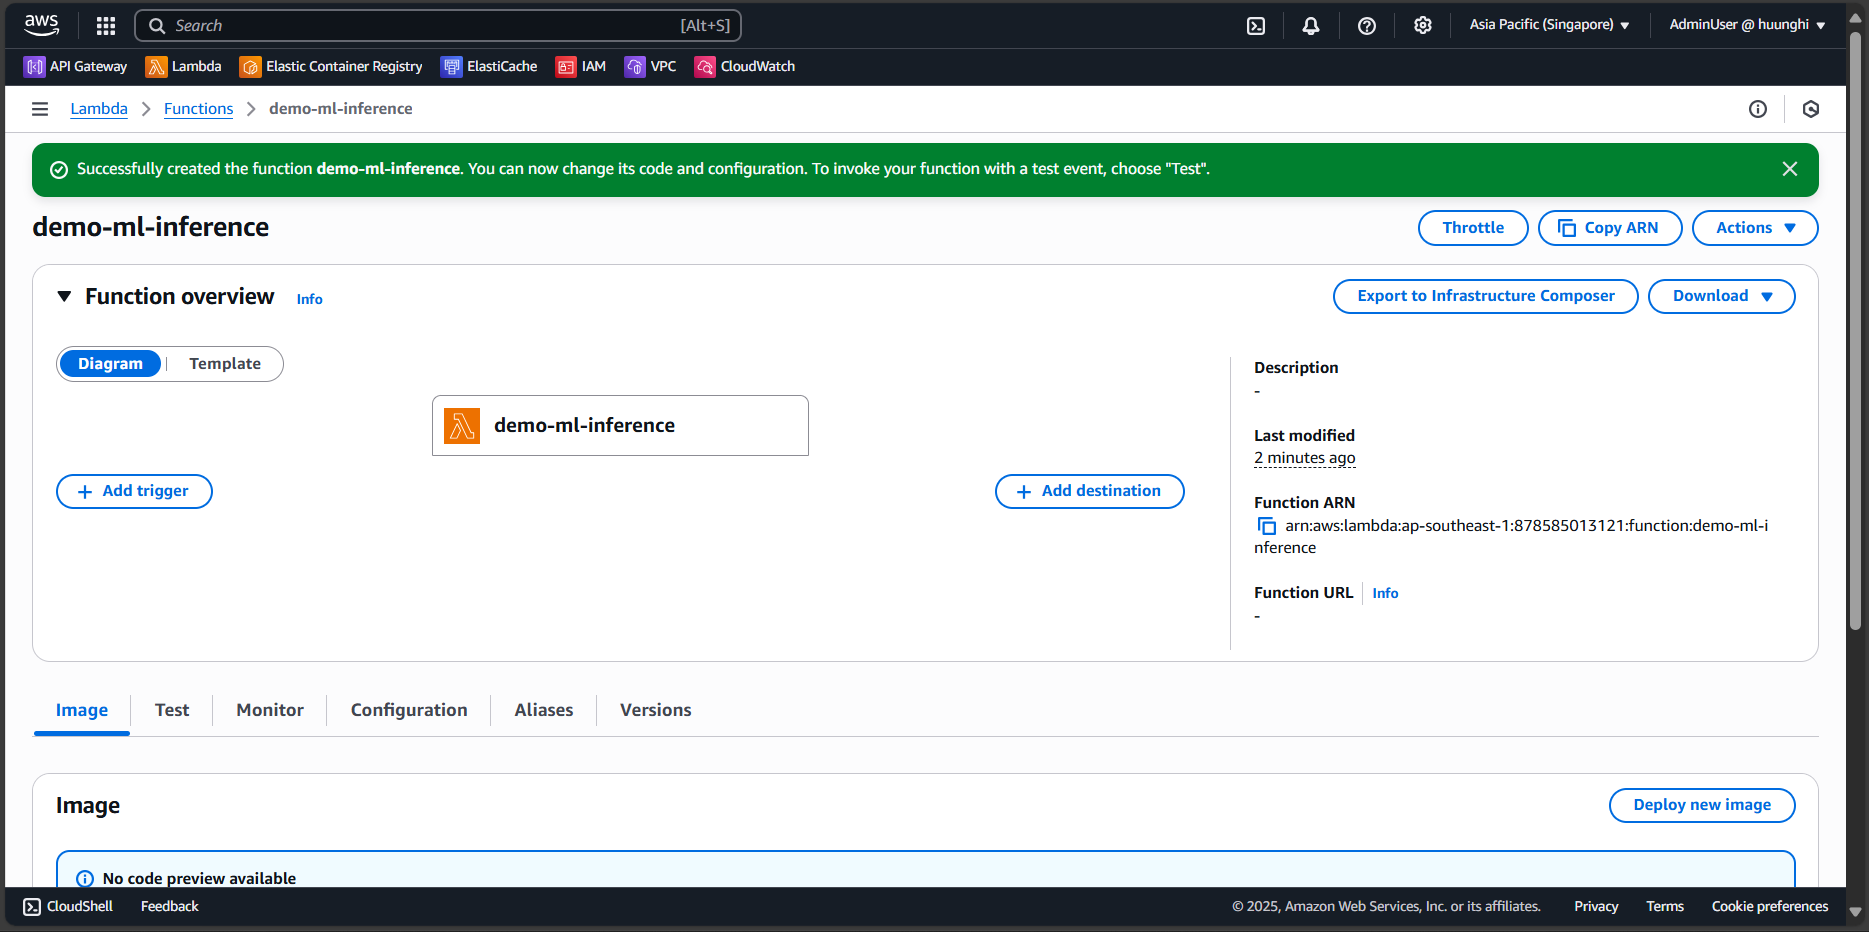 aws
Search [Alt+S]
Asia Pacific (Singapore)
AdminUser @ huunghi
API Gateway Lambda Elastic Container Registry ElastiCache IAM VPC CloudWatch
Lambda Functions demo-ml-inference
Successfully created the function demo-ml-inference. You can now change its code and configuration. To invoke your function with a test event, choose "Test".
demo-ml-inference
Throttle Copy ARN Actions
Function overview Info
Export to Infrastructure Composer Download
Diagram Template
demo-ml-inference
Add trigger
Add destination
Description
-
Last modified
2 minutes ago
Function ARN
arn:aws:lambda:ap-southeast-1:878585013121:function:demo-ml-i
nference
Function URL Info
-
Image Test Monitor Configuration Aliases Versions
Image
Deploy new image
No code preview available
CloudShell Feedback
© 2025, Amazon Web Services, Inc. or its affiliates. Privacy Terms Cookie preferences